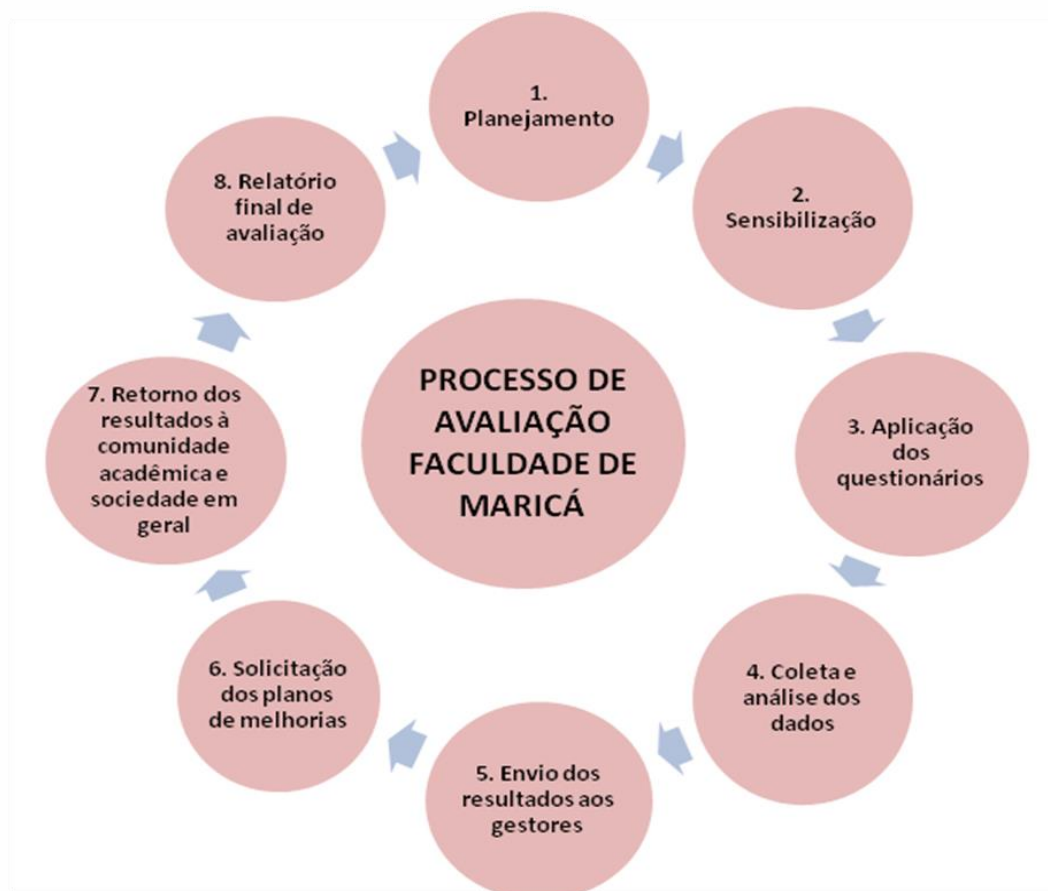 PROCESSO DE
AVALIAÇÃO
FACULDADE DE
MARICÁ
1.
Planejamento
2.
Sensibilização
3. Aplicação
dos
questionários
4. Coleta e
análise dos
dados
5. Envio dos
resultados aos
gestores
6. Solicitação
dos planos
de melhorias
7. Retorno dos
resultados à
comunidade
acadêmica e
sociedade em
geral
8. Relatório
final de
avaliação